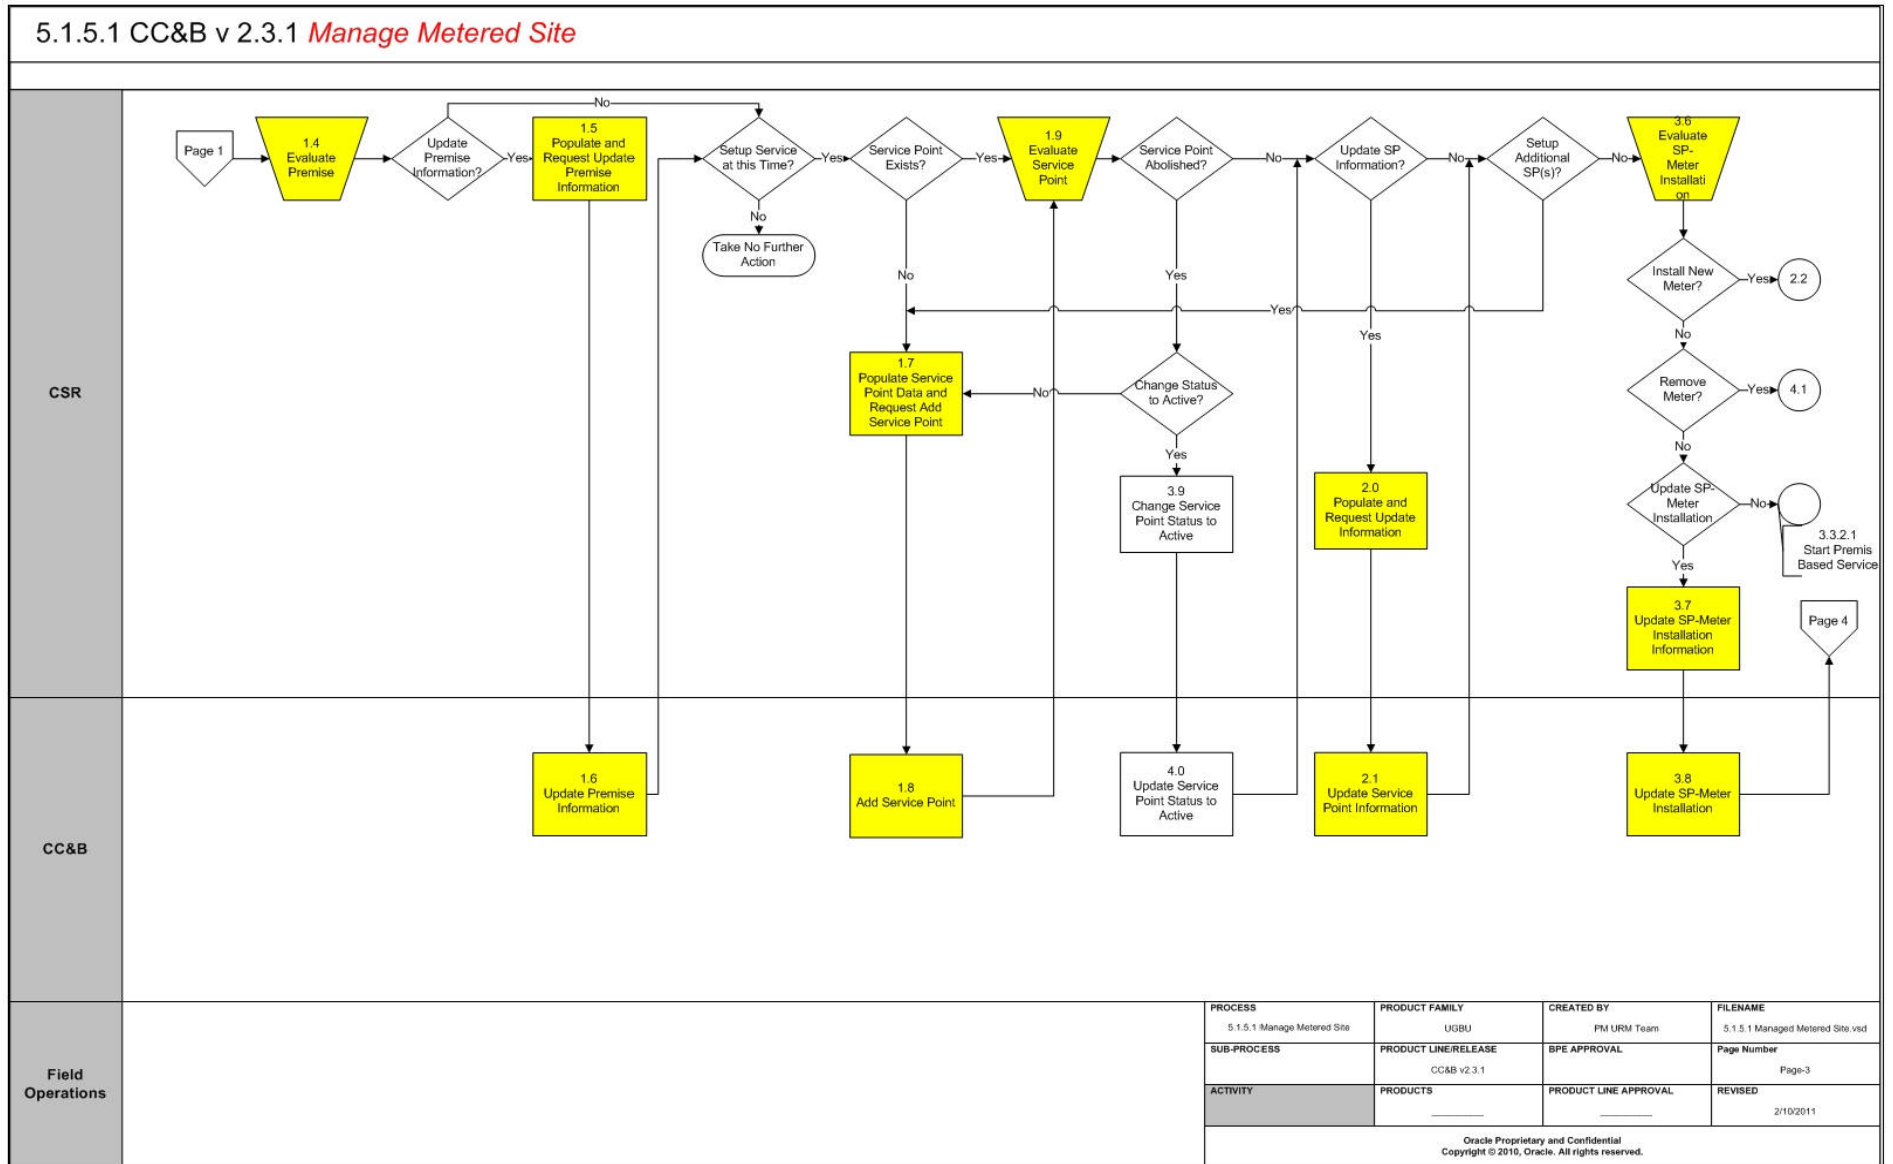 5.1.5.1 CC&B v 2.3.1 Manage Metered Site
CSR
Page 1
1.4
Evaluate
Premise
Update
Premise
Information?
No
Yes
1.5
Populate and
Request Update
Premise
Information
Setup Service
at this Time?
No
Take No Further
Action
Yes
Service Point
Exists?
No
Yes
1.9
Evaluate
Service
Point
Service Point
Abolished?
Yes
No
Update SP
Information?
Yes
No
Setup
Additional
SP(s)?
Yes
No
3.6
Evaluate
SP-
Meter
Installati
on
Install New
Meter?
Yes
2.2
No
Remove
Meter?
Yes
4.1
No
Update SP-
Meter
Installation
No
3.3.2.1
Start Premis
Based Service
Yes
3.7
Update SP-Meter
Installation
Information
Page 4
1.7
Populate Service
Point Data and
Request Add
Service Point
No
Change Status
to Active?
Yes
3.9
Change Service
Point Status to
Active
2.0
Populate and
Request Update
Information
CC&B
1.6
Update Premise
Information
1.8
Add Service Point
4.0
Update Service
Point Status to
Active
2.1
Update Service
Point Information
3.8
Update SP-Meter
Installation
Field
Operations
PROCESS
5.1.5.1 Manage Metered Site
PRODUCT FAMILY
UGBU
CREATED BY
PM URM Team
FILENAME
5.1.5.1 Managed Metered Site.vsd
SUB-PROCESS
PRODUCT LINE/RELEASE
CC&B v2.3.1
BPE APPROVAL
Page Number
Page-3
ACTIVITY
PRODUCTS
PRODUCT LINE APPROVAL
REVISED
2/10/2011
Oracle Proprietary and Confidential
Copyright © 2010, Oracle. All rights reserved.